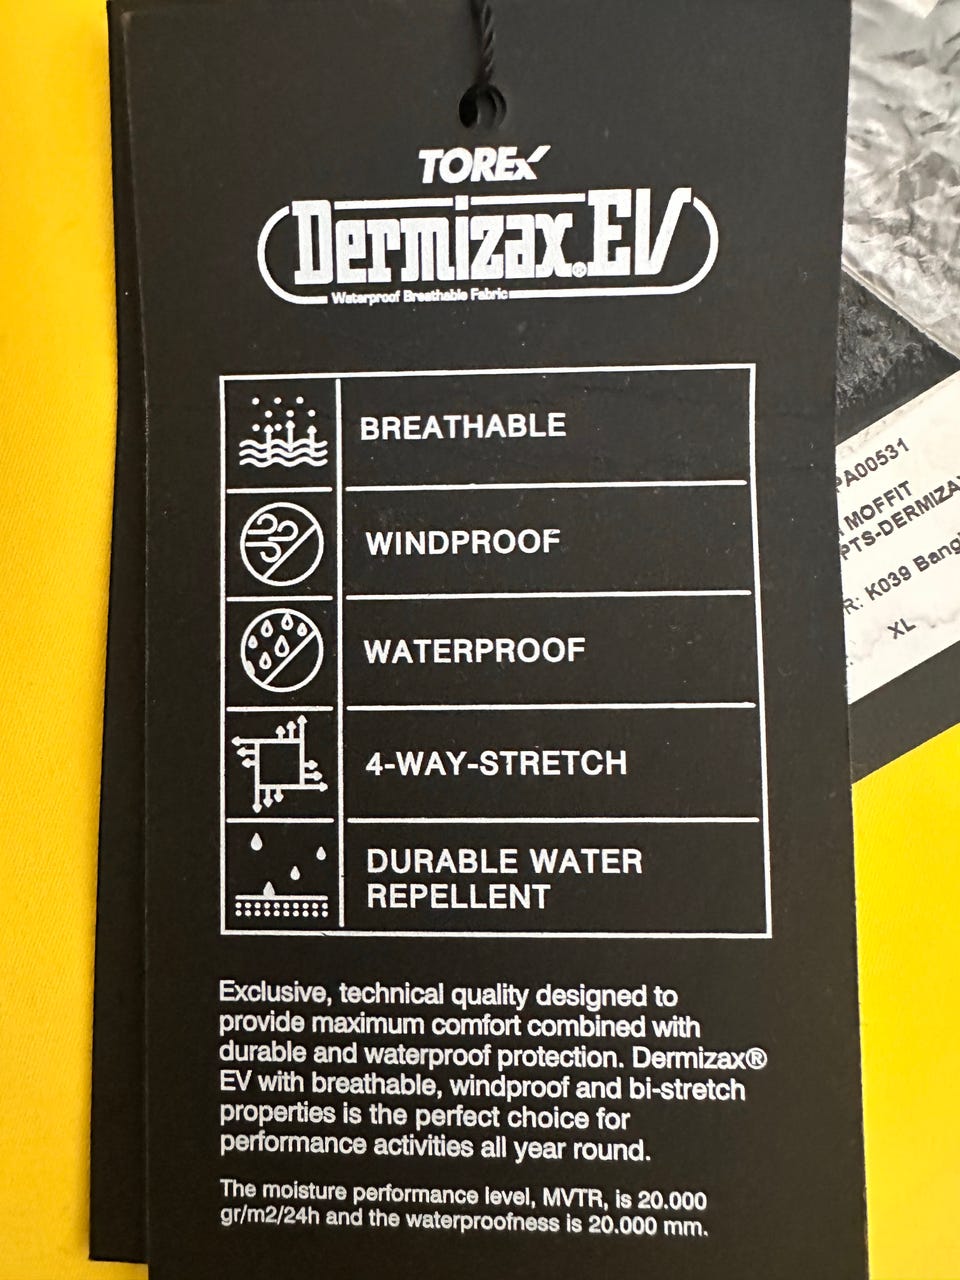 TOREX
Dermizax®EV
Waterproof Breathable Fabric
BREATHABLE
WINDPROOF
WATERPROOF
4-WAY-STRETCH
DURABLE WATER
REPELLENT
Exclusive, technical quality designed to
provide maximum comfort combined with
durable and waterproof protection. Dermizax®
EV with breathable, windproof and bi-stretch
properties is the perfect choice for
performance activities all year round.
The moisture performance level, MVTR, is 20.000
gr/m2/24h and the waterproofness is 20.000 mm.
PA00531
MOFFIT
PTS-DERMIZA
R: K039 Bang
XL